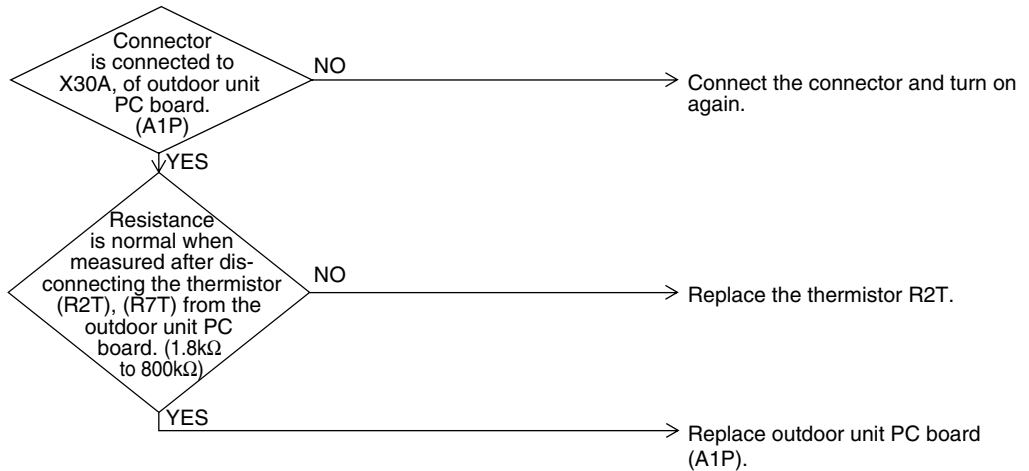 Connector
is connected to
X30A, of outdoor unit
PC board.
(A1P)
NO
Connect the connector and turn on
again.
YES
Resistance
is normal when
measured after dis-
connecting the thermistor
(R2T), (R7T) from the
outdoor unit PC
board. (1.8kΩ
to 800kΩ)
NO
Replace the thermistor R2T.
YES
Replace outdoor unit PC board
(A1P).